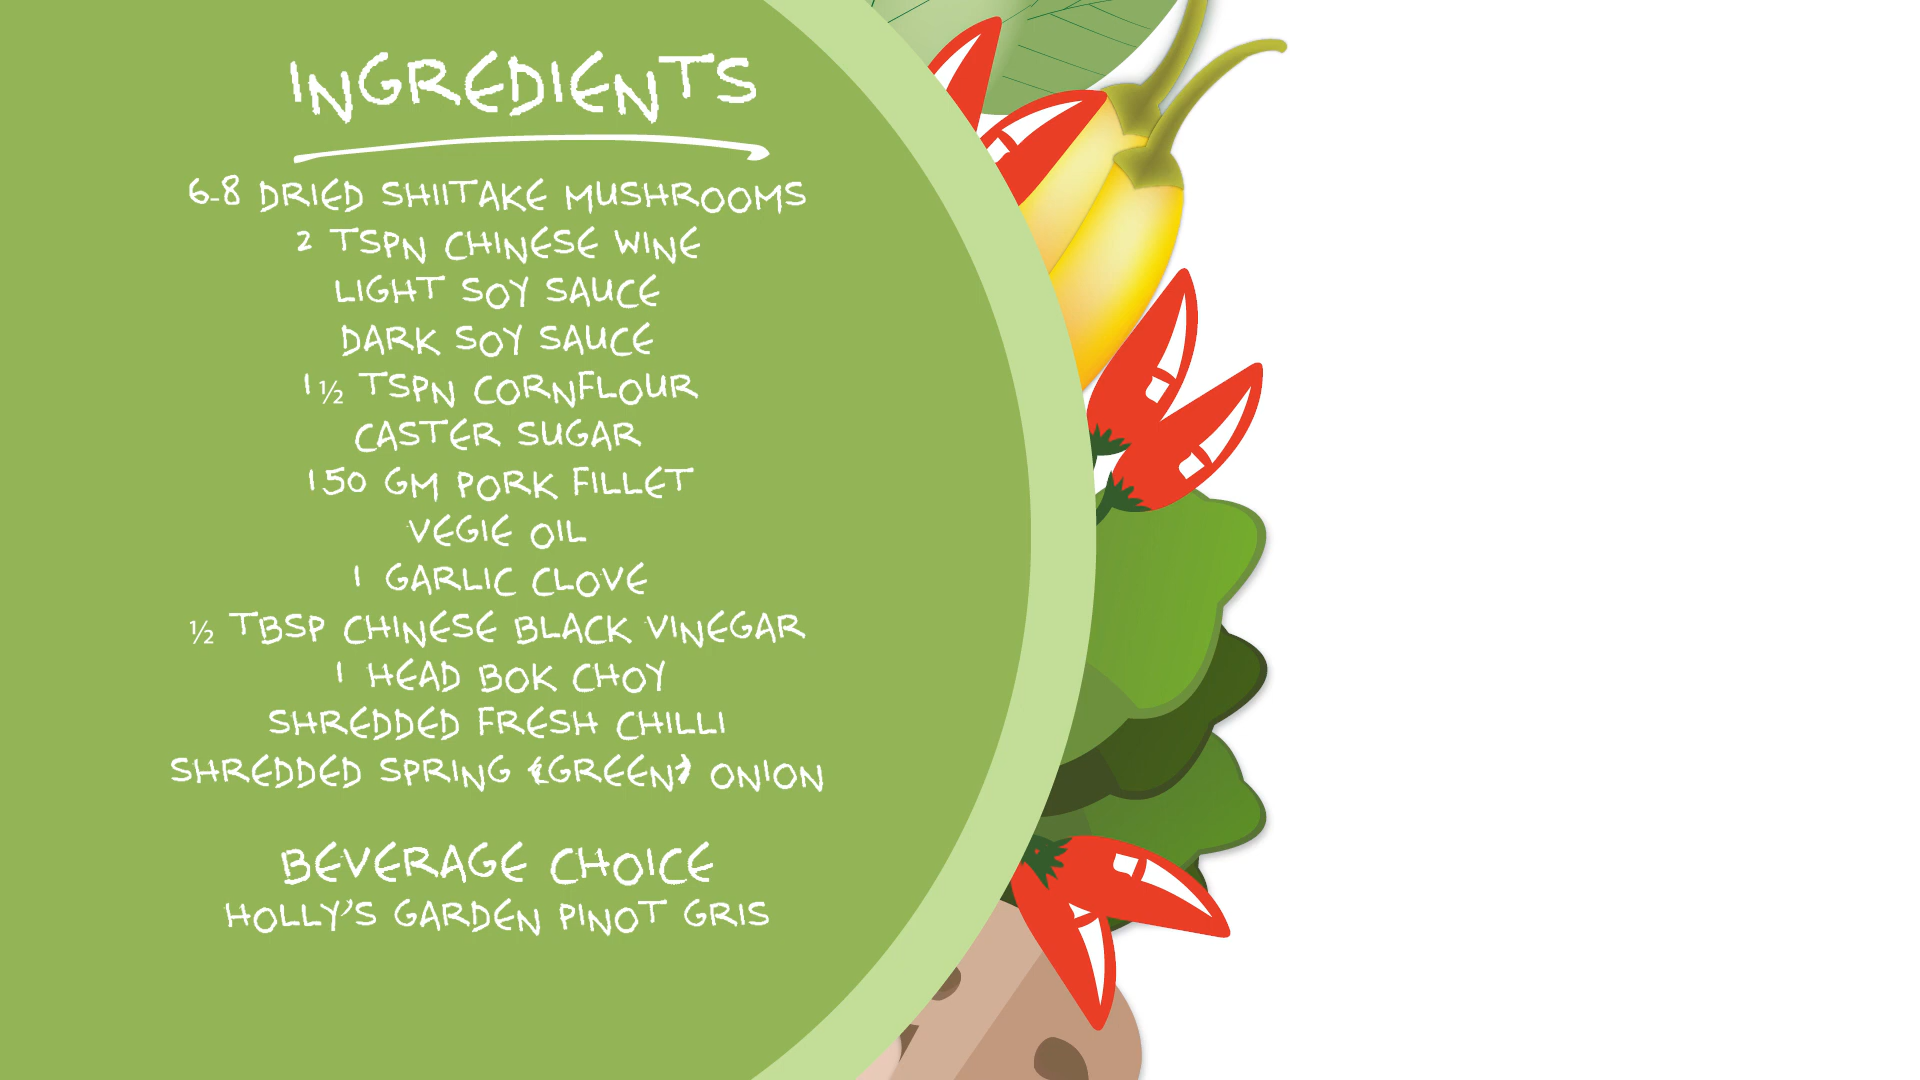 INGREDIENTS
6-8 DRIED SHIITAKE MUSHROOMS
2 TSPN CHINESE WINE
LIGHT SOY SAUCE
DARK SOY SAUCE
1 ½ TSPN CORNFLOUR
CASTER SUGAR
150 GM PORK FILLET
VEGIE OIL
1 GARLIC CLOVE
½ TBSP CHINESE BLACK VINEGAR
1 HEAD BOK CHOY
SHREDDED FRESH CHILLI
SHREDDED SPRING {GREEN} ONION
BEVERAGE CHOICE
HOLLY'S GARDEN PINOT GRIS